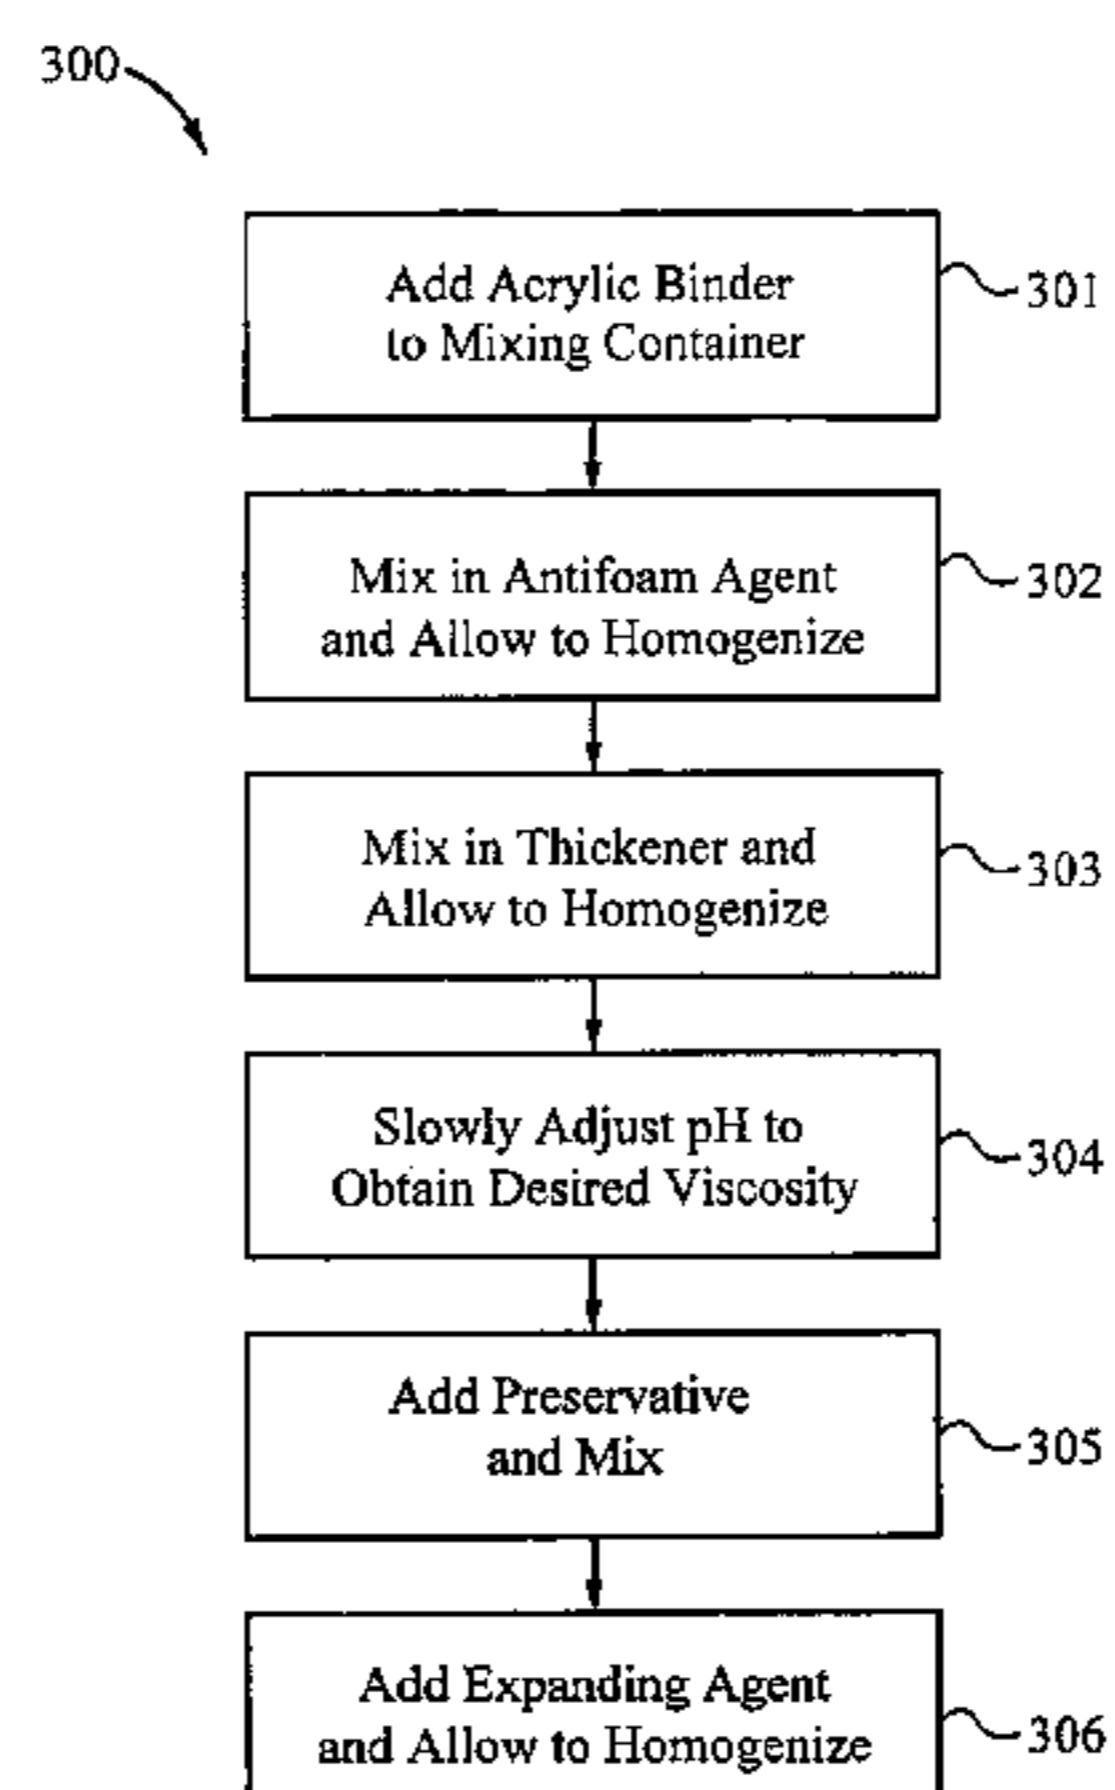 300
Add Acrylic Binder
to Mixing Container
301
Mix in Antifoam Agent
and Allow to Homogenize
302
Mix in Thickener and
Allow to Homogenize
303
Slowly Adjust pH to
Obtain Desired Viscosity
304
Add Preservative
and Mix
305
Add Expanding Agent
and Allow to Homogenize
306